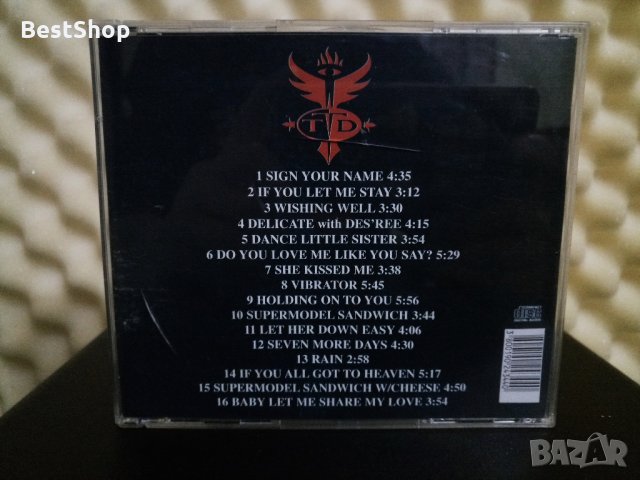 BestShop
TTD
1 SIGN YOUR NAME 4:35
2 IF YOU LET ME STAY 3:12
3 WISHING WELL 3:30
4 DELICATE with DES'REE 4:15
5 DANCE LITTLE SISTER 3:54
6 DO YOU LOVE ME LIKE YOU SAY? 5:29
7 SHE KISSED ME 3:38
8 VIBRATOR 5:45
9 HOLDING ON TO YOU 5:56
10 SUPERMODEL SANDWICH 3:44
11 LET HER DOWN EASY 4:06
12 SEVEN MORE DAYS 4:30
13 RAIN 2:58
14 IF YOU ALL GOT TO HEAVEN 5:17
15 SUPERMODEL SANDWICH W/CHEESE 4:50
16 BABY LET ME SHARE MY LOVE 3:54
BAZAR